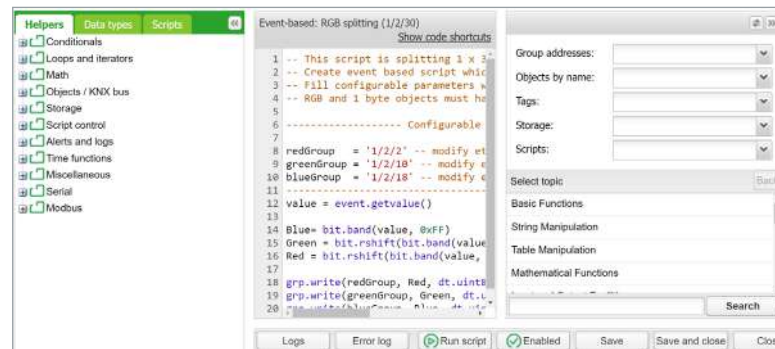 Helpers
Data types
Scripts
Conditionals
Loops and iterators
Math
Objects / KNX bus
Storage
Script control
Alerts and logs
Time functions
Miscellaneous
Serial
Modbus
Event-based: RGB splitting (1/2/30)
Show code shortcuts
1 -- This script is splitting 1 x 3
2 -- Create event based script whic
3 -- Fill configurable parameters w
4 -- RGB and 1 byte objects must ha
5
6 ------------------ Configurable
7
8 redGroup = '1/2/2' -- modify et
9 greenGroup = '1/2/10' -- modify e
10 blueGroup = '1/2/18' -- modify e
11 --------------------------------
12 value = event.getvalue()
13
14 Blue= bit.band(value, 0xFF)
15 Green = bit.rshift(bit.band(value
16 Red = bit.rshift(bit.band(value,
17
18 grp.write(redGroup, Red, dt.uint8
19 grp.write(greenGroup, Green, dt.u
20
Logs
Error log
Run script
Enabled
Save
Save and close
Clos
Group addresses:
Objects by name:
Tags:
Storage:
Scripts:
Select topic
Back
Basic Functions
String Manipulation
Table Manipulation
Mathematical Functions
Search